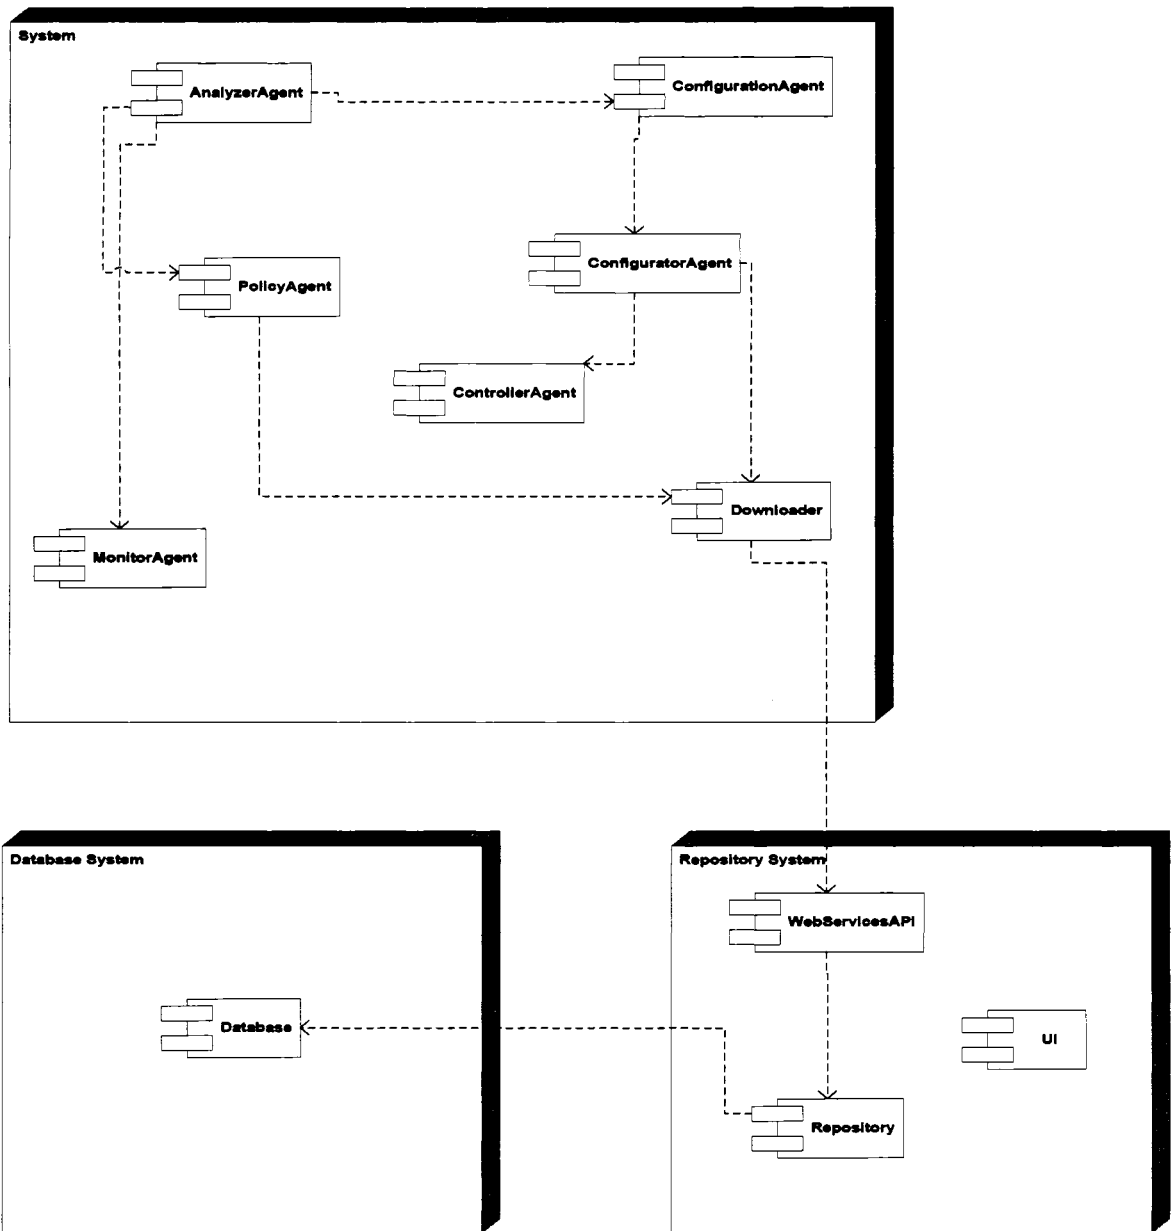 System
AnalyzerAgent
ConfigurationAgent
PolicyAgent
ConfiguratorAgent
ControllerAgent
Downloader
MonitorAgent
Database System
Repository System
WebServicesAPI
Database
UI
Repository